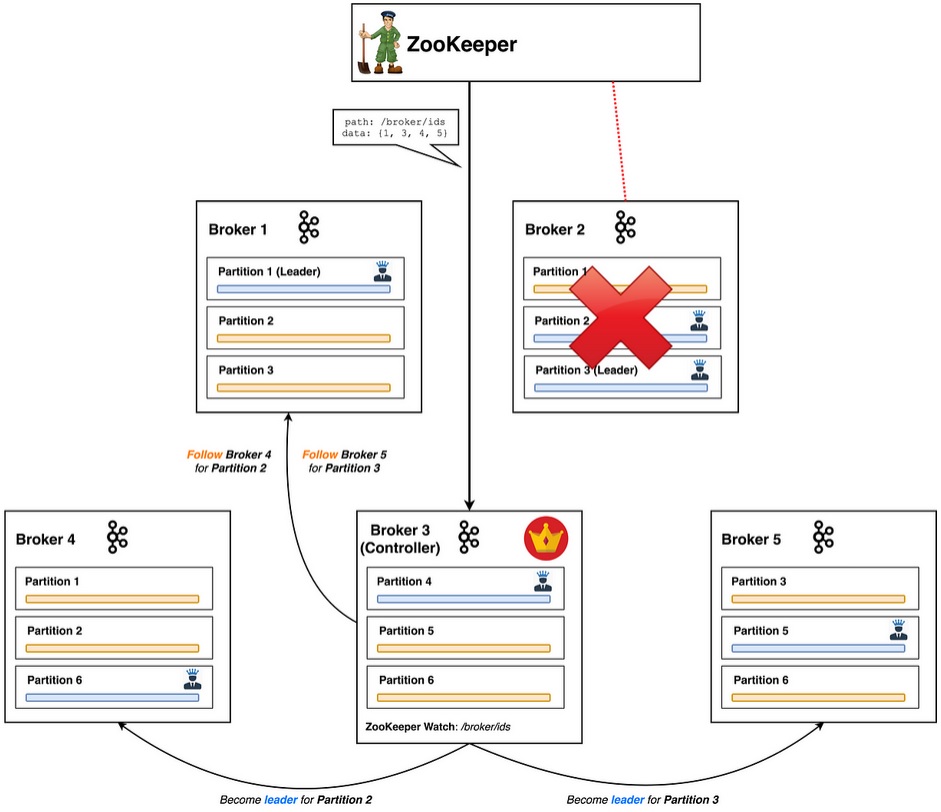 ZooKeeper
path: /broker/ids
data: {1, 3, 4, 5}
Broker 1
Partition 1 (Leader)
Partition 2
Partition 3
Broker 2
Partition 1
Partition 2
Partition 3 (Leader)
Follow Broker 4
for Partition 2
Follow Broker 5
for Partition 3
Broker 4
Partition 1
Partition 2
Partition 6
Broker 3
(Controller)
Partition 4
Partition 5
Partition 6
ZooKeeper Watch: /broker/ids
Broker 5
Partition 3
Partition 5
Partition 6
Become leader for Partition 2
Become leader for Partition 3